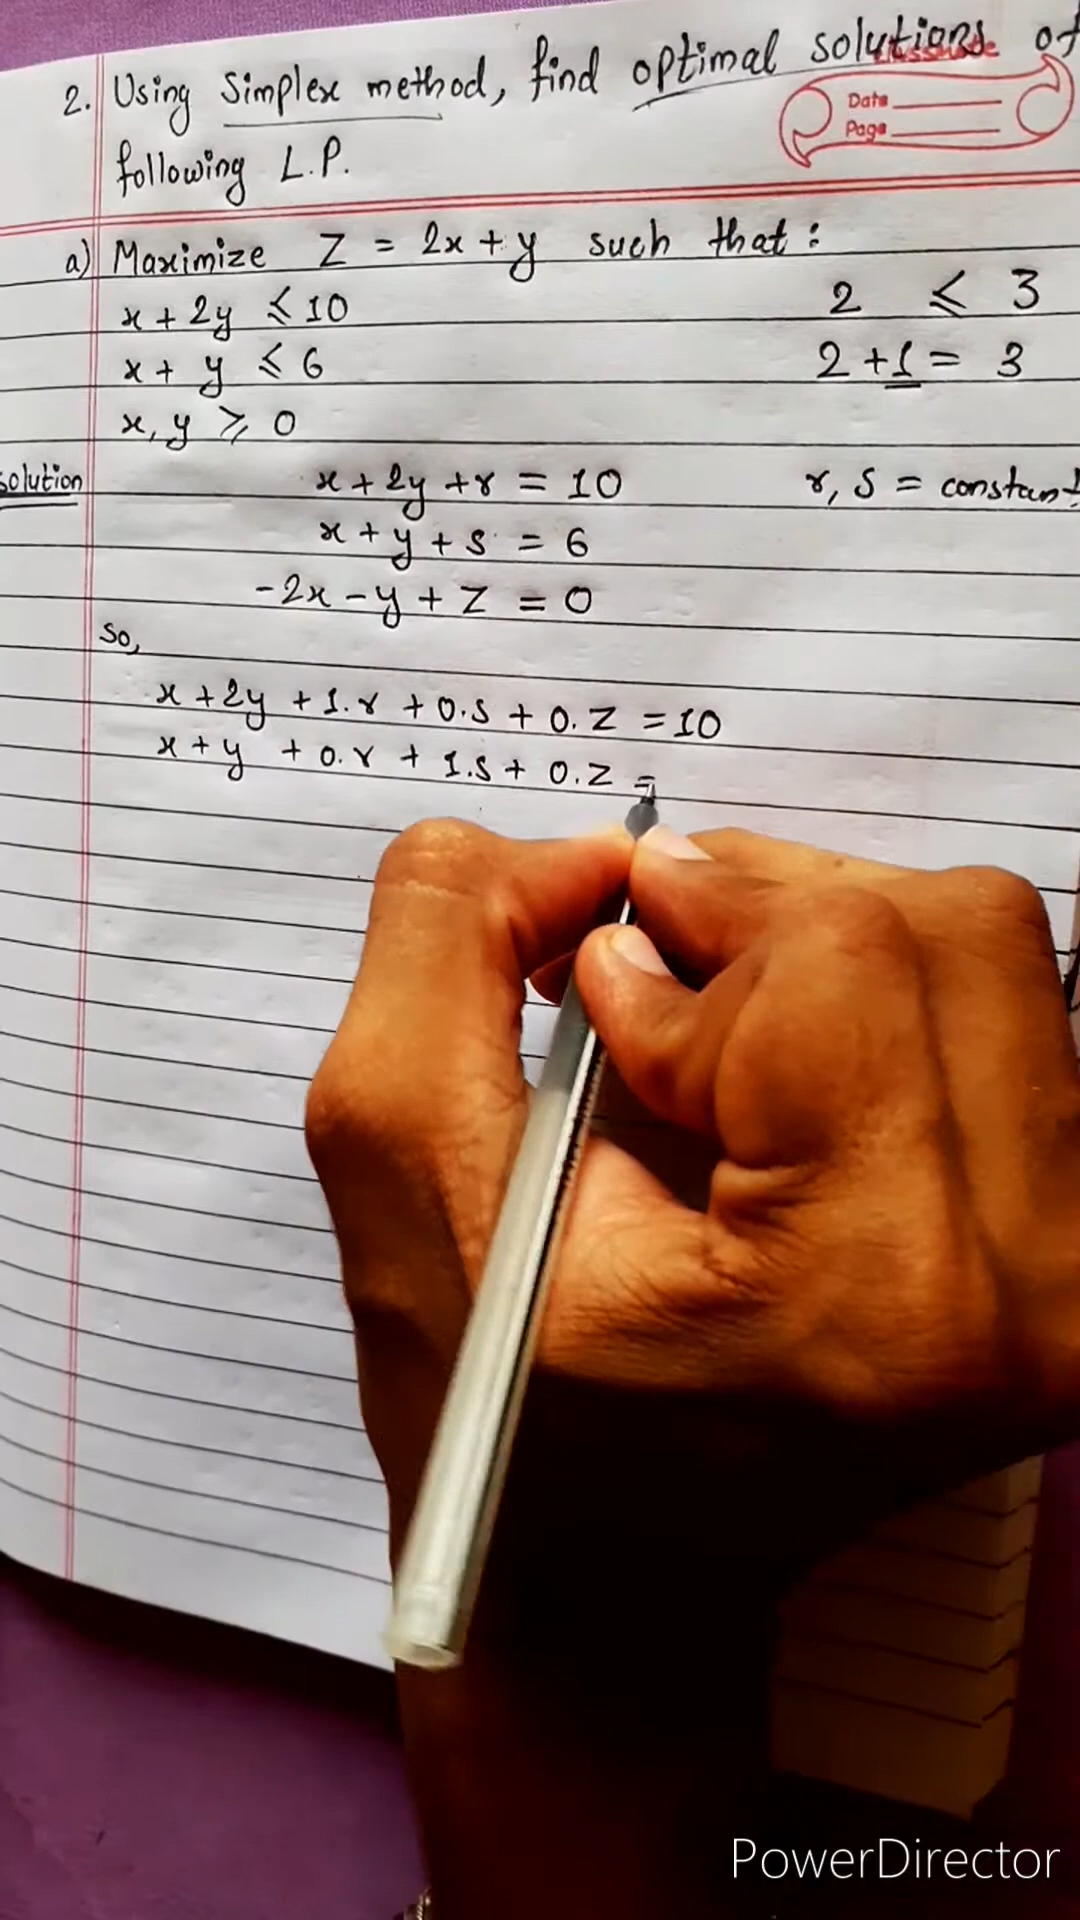 2. Using Simplex method, find optimal solutions of
Classmate
Date
Page
following L.P.
a) Maximize Z = 2x + y such that :
x + 2y ⩽ 10
2 ⩽ 3
x + y ⩽ 6
2 + 1 = 3
x, y ⩾ 0
solution
x + 2y + r = 10
r, s = constant
x + y + s = 6
-2x - y + Z = 0
So,
x + 2y + 1.r + 0.s + 0.Z = 10
x + y + 0.r + 1.s + 0.Z =
PowerDirector